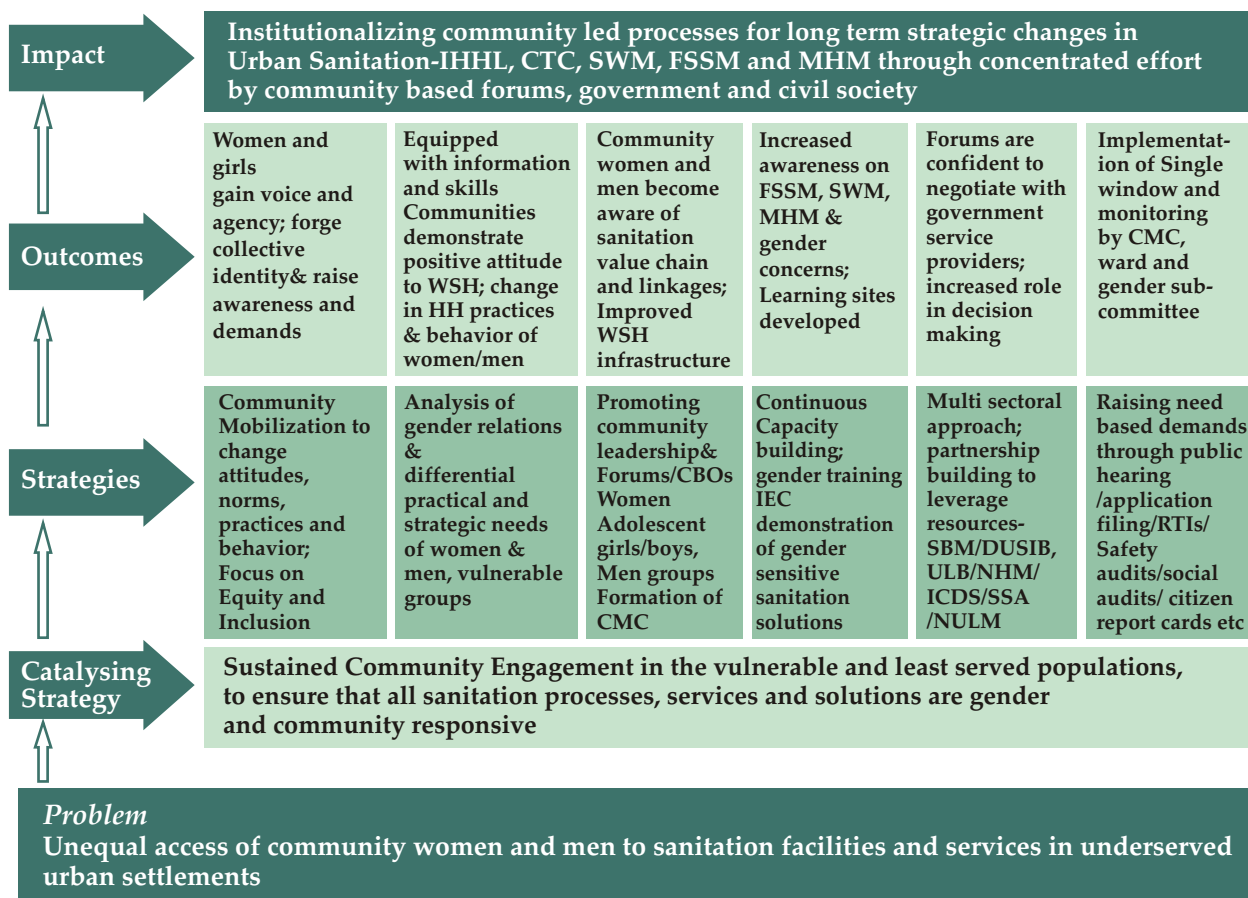 Impact
Institutionalizing community led processes for long term strategic changes in
Urban Sanitation-IHHL, CTC, SWM, FSSM and MHM through concentrated effort
by community based forums, government and civil society
Outcomes
Women and
girls
gain voice and
agency; forge
collective
identity& raise
awareness and
demands
Equipped
with information
and skills
Communities
demonstrate
positive attitude
to WSH; change
in HH practices
& behavior of
women/men
Community
women and
men become
aware of
sanitation
value chain
and linkages;
Improved
WSH
infrastructure
Increased
awareness on
FSSM, SWM,
MHM &
gender
concerns;
Learning sites
developed
Forums are
confident to
negotiate with
government
service
providers;
increased role
in decision
making
Implementat-
ion of Single
window and
monitoring
by CMC,
ward and
gender sub-
committee
Strategies
Community
Mobilization to
change
attitudes,
norms,
practices and
behavior;
Focus on
Equity and
Inclusion
Analysis of
gender relations
&
differential
practical and
strategic needs
of women &
men, vulnerable
groups
Promoting
community
leadership&
Forums/CBOs
Women
Adolescent
girls/boys,
Men groups
Formation of
CMC
Continuous
Capacity
building;
gender training
IEC
demonstration
of gender
sensitive
sanitation
solutions
Multi sectoral
approach;
partnership
building to
leverage
resources-
SBM/DUSIB,
ULB/NHM/
ICDS/SSA
/NULM
Raising need
based demands
through public
hearing
/application
filing/RTIs/
Safety
audits/social
audits/ citizen
report cards etc
Catalysing
Strategy
Sustained Community Engagement in the vulnerable and least served populations,
to ensure that all sanitation processes, services and solutions are gender
and community responsive
Problem
Unequal access of community women and men to sanitation facilities and services in underserved
urban settlements